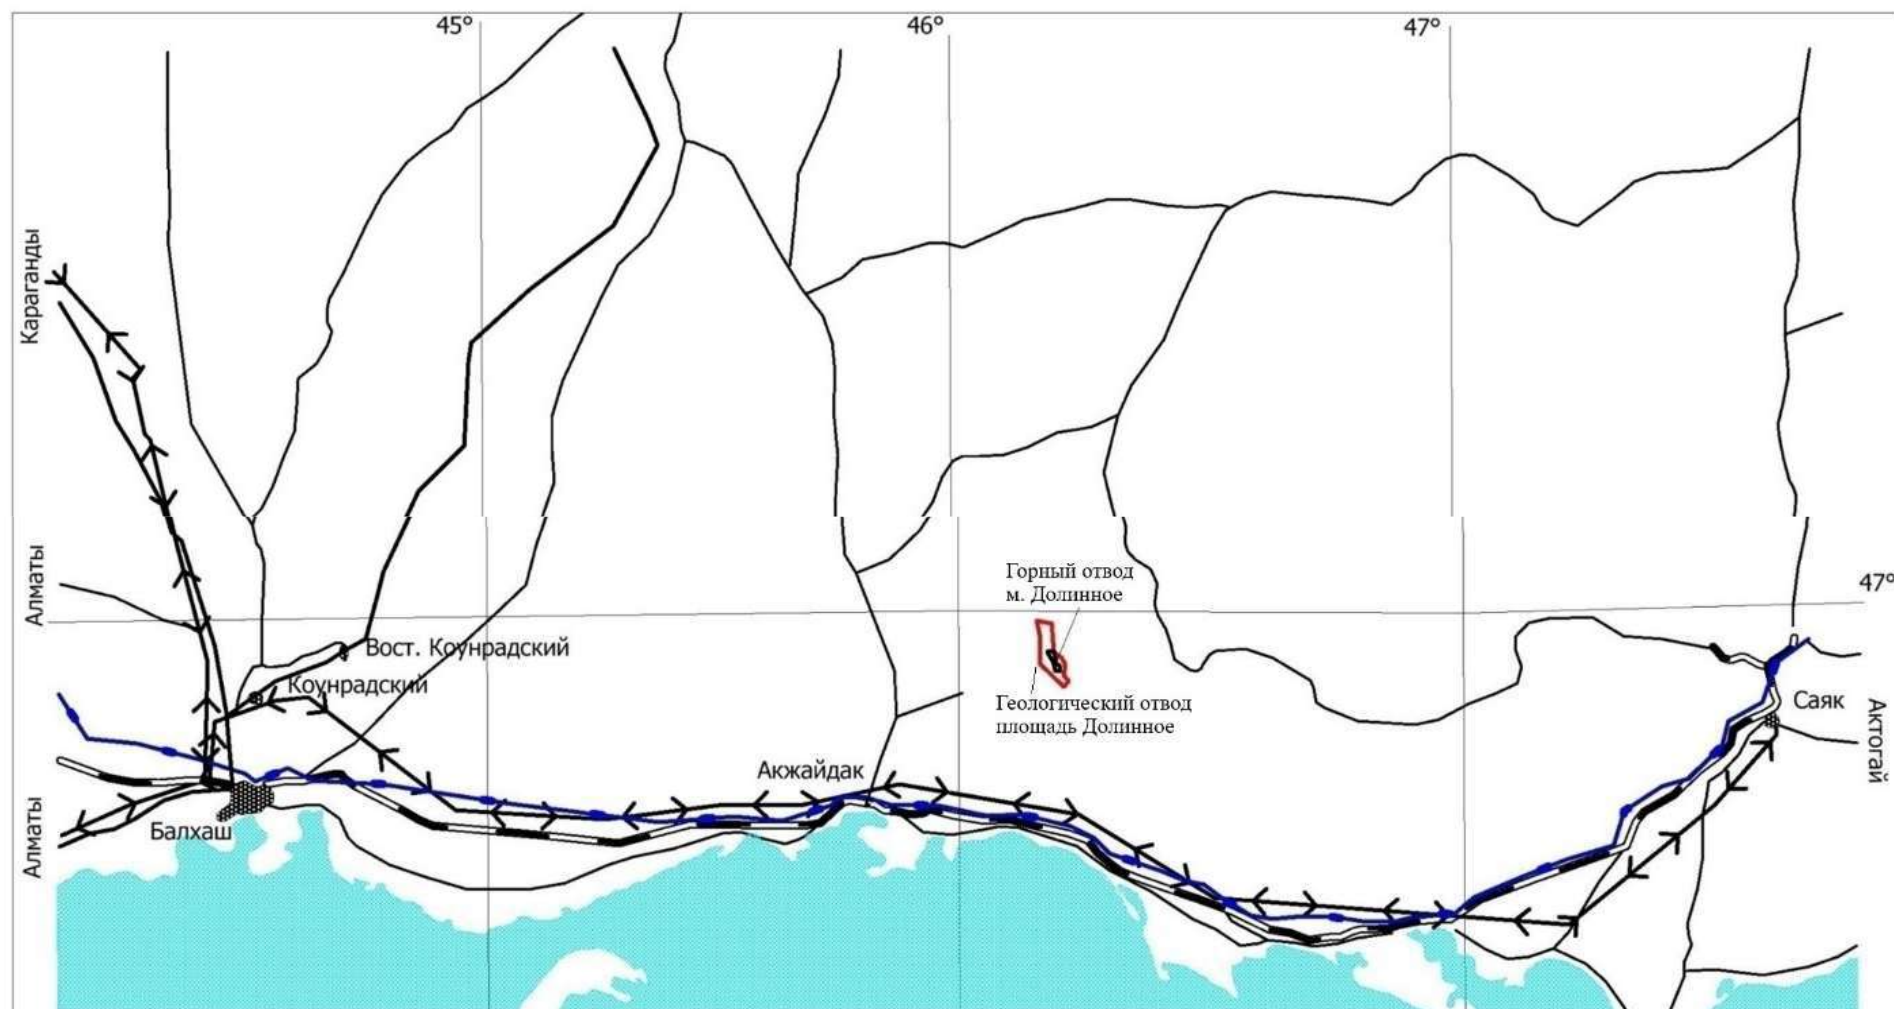 45°
46°
47°
Караганды
Алматы
Горный отвод
м. Долинное
47°
Вост. Коунрадский
Коунрадский
Геологический отвод
площадь Долинное
Саяк
Актогай
Акжайдак
Балхаш
Алматы